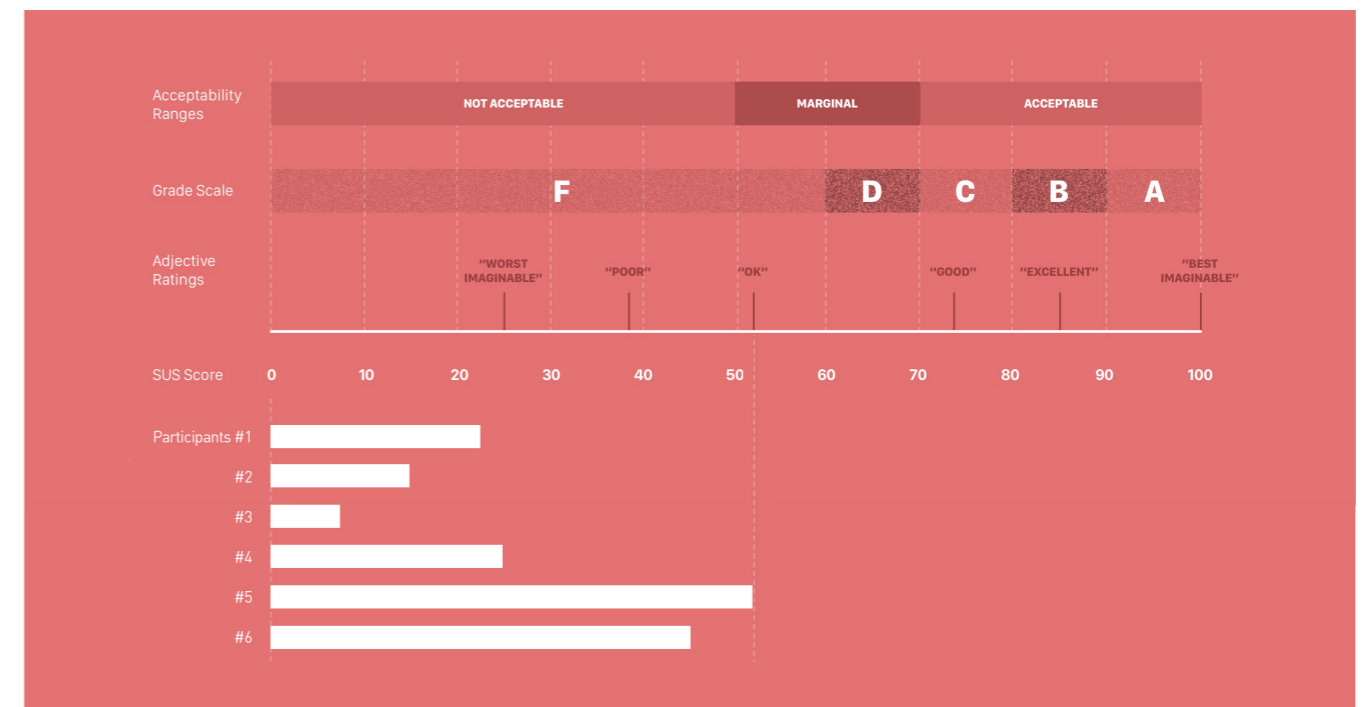 Acceptability
Ranges
NOT ACCEPTABLE
MARGINAL
ACCEPTABLE
Grade Scale
F
D
C
B
A
Adjective
Ratings
"WORST
IMAGINABLE"
"POOR"
"OK"
"GOOD"
"EXCELLENT"
"BEST
IMAGINABLE"
SUS Score
0
10
20
30
40
50
60
70
80
90
100
Participants #1
#2
#3
#4
#5
#6